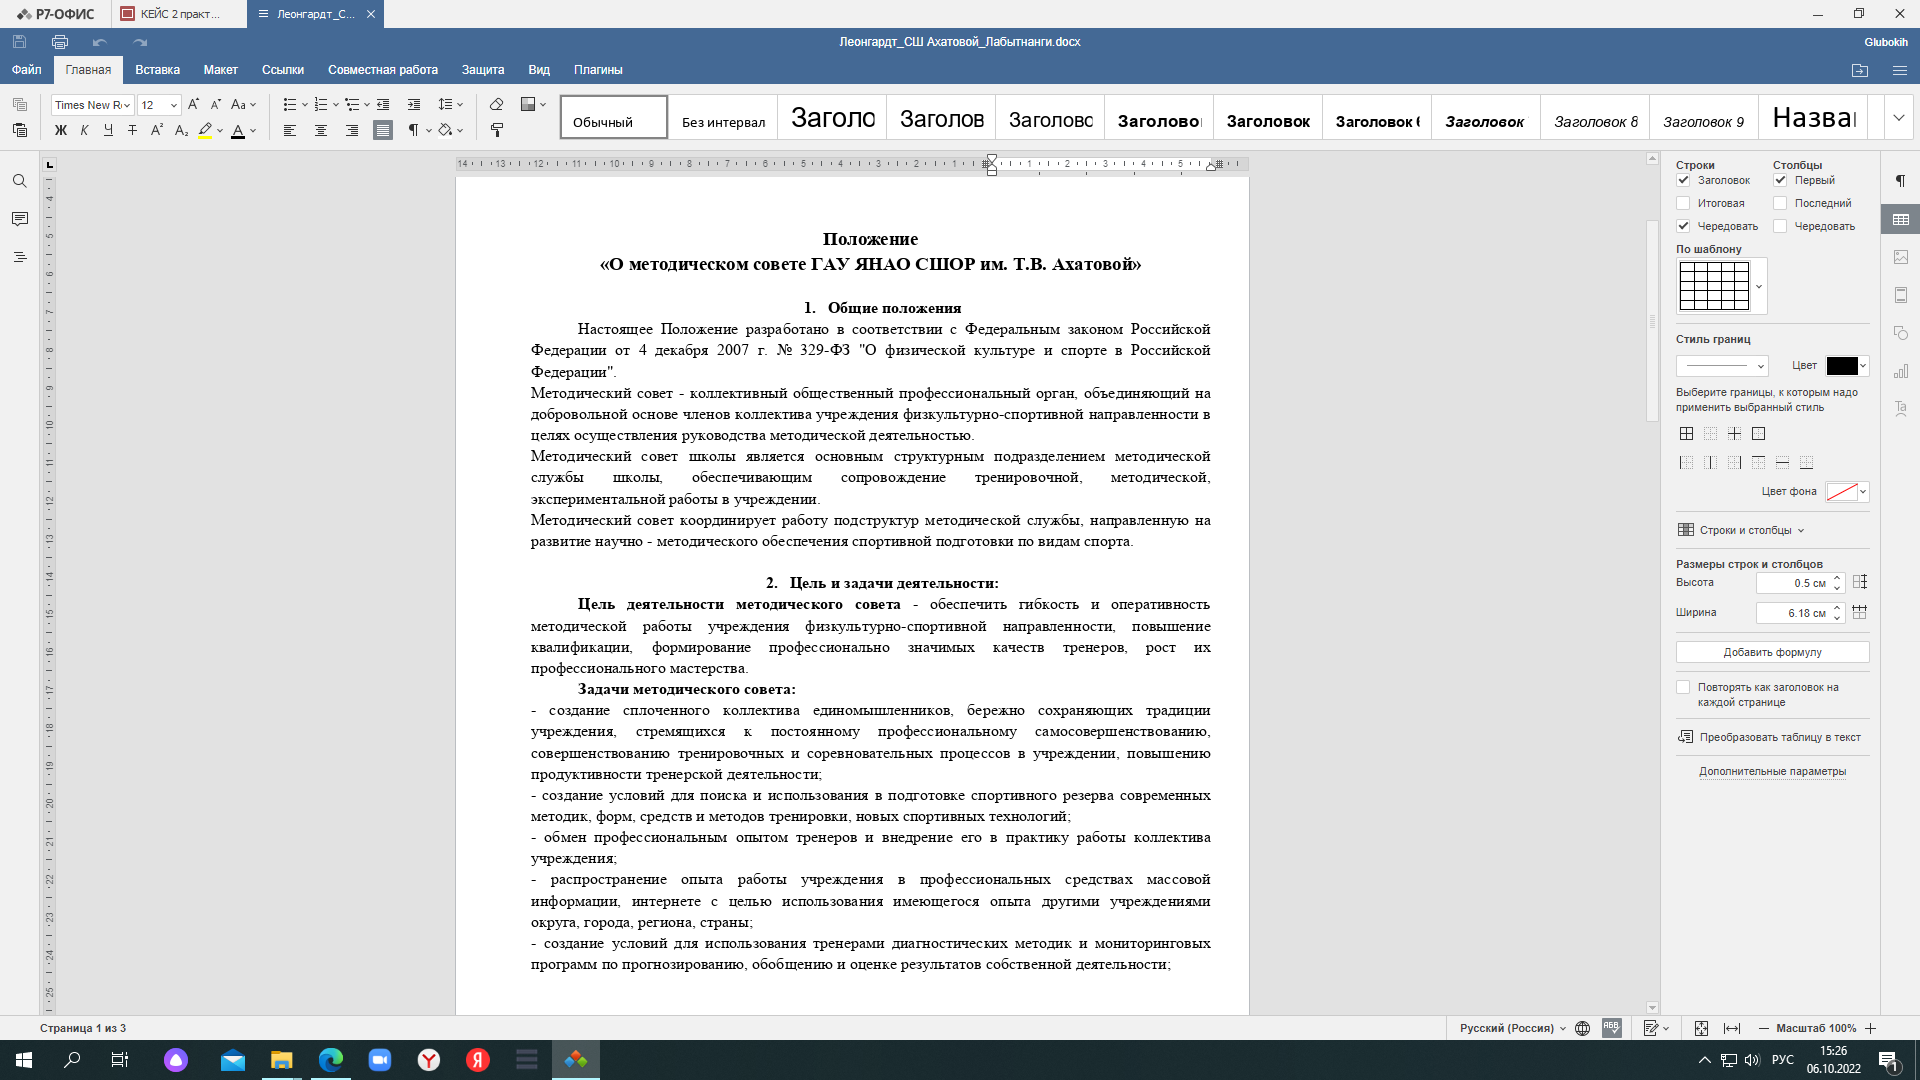 Р7-ОФИС
КЕЙС 2 практ...
Леонгардт_С...
Леонгардт_СШ Ахатовой_Лабытнанги.docx
Glubokih
Файл Главная Вставка Макет Ссылки Совместная работа Защита Вид Плагины
Times New R 12
Обычный Без интервал Заголо Заголов Заголово Заголово Заголовок Заголовок 6 Заголовок Заголовок 8 Заголовок 9 Назва
Положение
«О методическом совете ГАУ ЯНАО СШОР им. Т.В. Ахатовой»
1. Общие положения
Настоящее Положение разработано в соответствии с Федеральным законом Российской
Федерации от 4 декабря 2007 г. № 329-ФЗ "О физической культуре и спорте в Российской
Федерации".
Методический совет - коллективный общественный профессиональный орган, объединяющий на
добровольной основе членов коллектива учреждения физкультурно-спортивной направленности в
целях осуществления руководства методической деятельностью.
Методический совет школы является основным структурным подразделением методической
службы школы, обеспечивающим сопровождение тренировочной, методической,
экспериментальной работы в учреждении.
Методический совет координирует работу подструктур методической службы, направленную на
развитие научно - методического обеспечения спортивной подготовки по видам спорта.
2. Цель и задачи деятельности:
Цель деятельности методического совета - обеспечить гибкость и оперативность
методической работы учреждения физкультурно-спортивной направленности, повышение
квалификации, формирование профессионально значимых качеств тренеров, рост их
профессионального мастерства.
Задачи методического совета:
- создание сплоченного коллектива единомышленников, бережно сохраняющих традиции
учреждения, стремящихся к постоянному профессиональному самосовершенствованию,
совершенствованию тренировочных и соревновательных процессов в учреждении, повышению
продуктивности тренерской деятельности;
- создание условий для поиска и использования в подготовке спортивного резерва современных
методик, форм, средств и методов тренировки, новых спортивных технологий;
- обмен профессиональным опытом тренеров и внедрение его в практику работы коллектива
учреждения;
- распространение опыта работы учреждения в профессиональных средствах массовой
информации, интернете с целью использования имеющегося опыта другими учреждениями
округа, города, региона, страны;
- создание условий для использования тренерами диагностических методик и мониторинговых
программ по прогнозированию, обобщению и оценке результатов собственной деятельности;
Строки Столбцы
Заголовок Первый
Итоговая Последний
Чередовать Чередовать
По шаблону
Стиль границ
Цвет
Выберите границы, к которым надо
применить выбранный стиль
Цвет фона
Строки и столбцы
Размеры строк и столбцов
Высота 0.5 см
Ширина 6.18 см
Добавить формулу
Повторять как заголовок на
каждой странице
Преобразовать таблицу в текст
Дополнительные параметры
Страница 1 из 3
Русский (Россия)
Масштаб 100%
РУС
15:26
06.10.2022
1